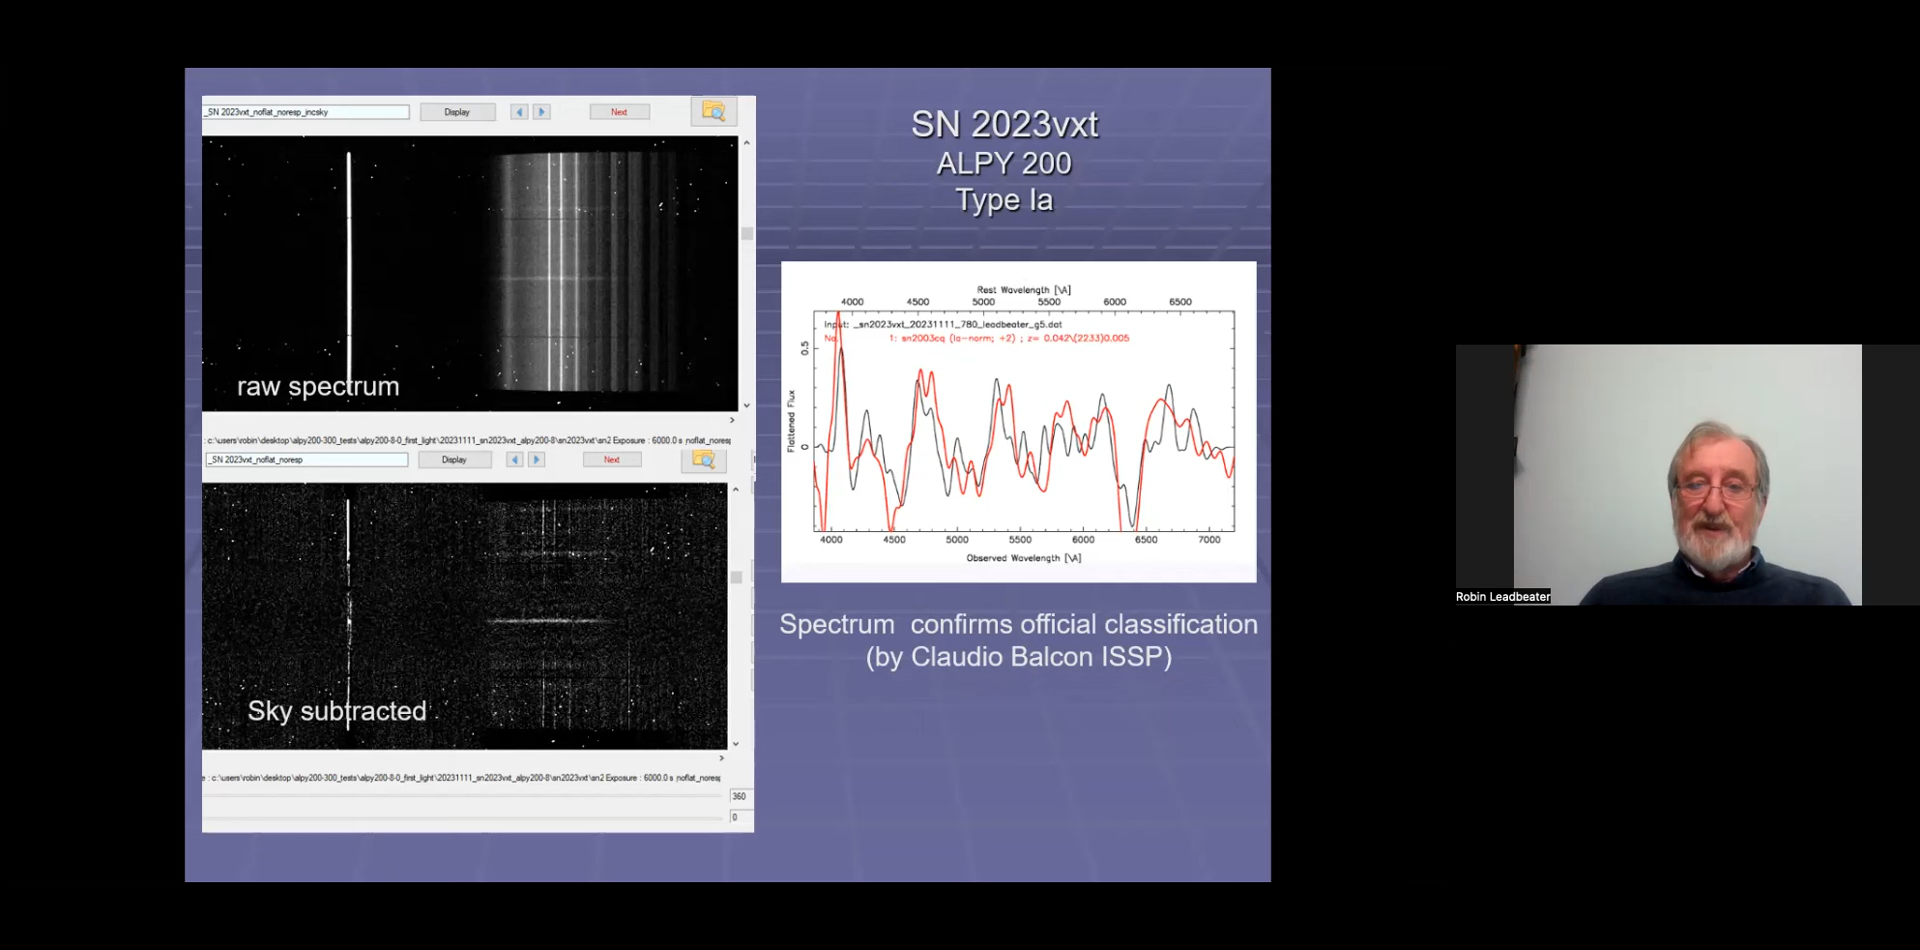 _SN 2023vxt_noflat_noresp_incsky
Display
Next
raw spectrum
: c:\users\robin\desktop\alpy200-300_tests\alpy200-8-0_first_light\20231111_sn2023vxt_alpy200-8\sn2023vxt\sn2 Exposure : 6000.0 s noflat_noresp
_SN 2023vxt_noflat_noresp
Display
Next
Sky subtracted
e : c:\users\robin\desktop\alpy200-300_tests\alpy200-8-0_first_light\20231111_sn2023vxt_alpy200-8\sn2023vxt\sn2 Exposure : 6000.0 s noflat_noresp
360
0
SN 2023vxt
ALPY 200
Type Ia
Rest Wavelength [\A]
4000 4500 5000 5500 6000 6500
Input: _sn2023vxt_20231111_780_leadbeater_g5.dat
No. 1: sn2003cq (Ia-norm; +2) ; z= 0.042\(2233)0.005
0.5
0
Flattened Flux
4000 4500 5000 5500 6000 6500 7000
Observed Wavelength [\A]
Spectrum confirms official classification
(by Claudio Balcon ISSP)
Robin Leadbeater